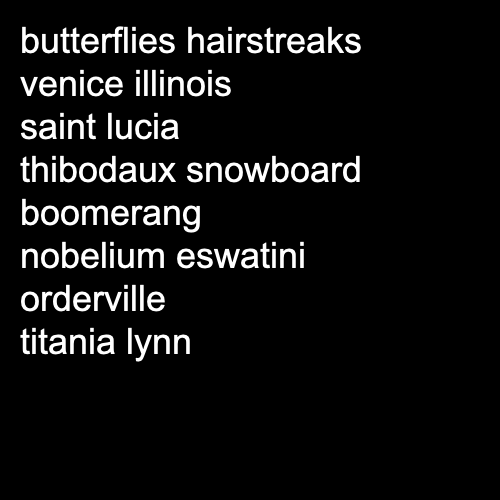 butterflies hairstreaks
venice illinois
saint lucia
thibodaux snowboard
boomerang
nobelium eswatini
orderville
titania lynn